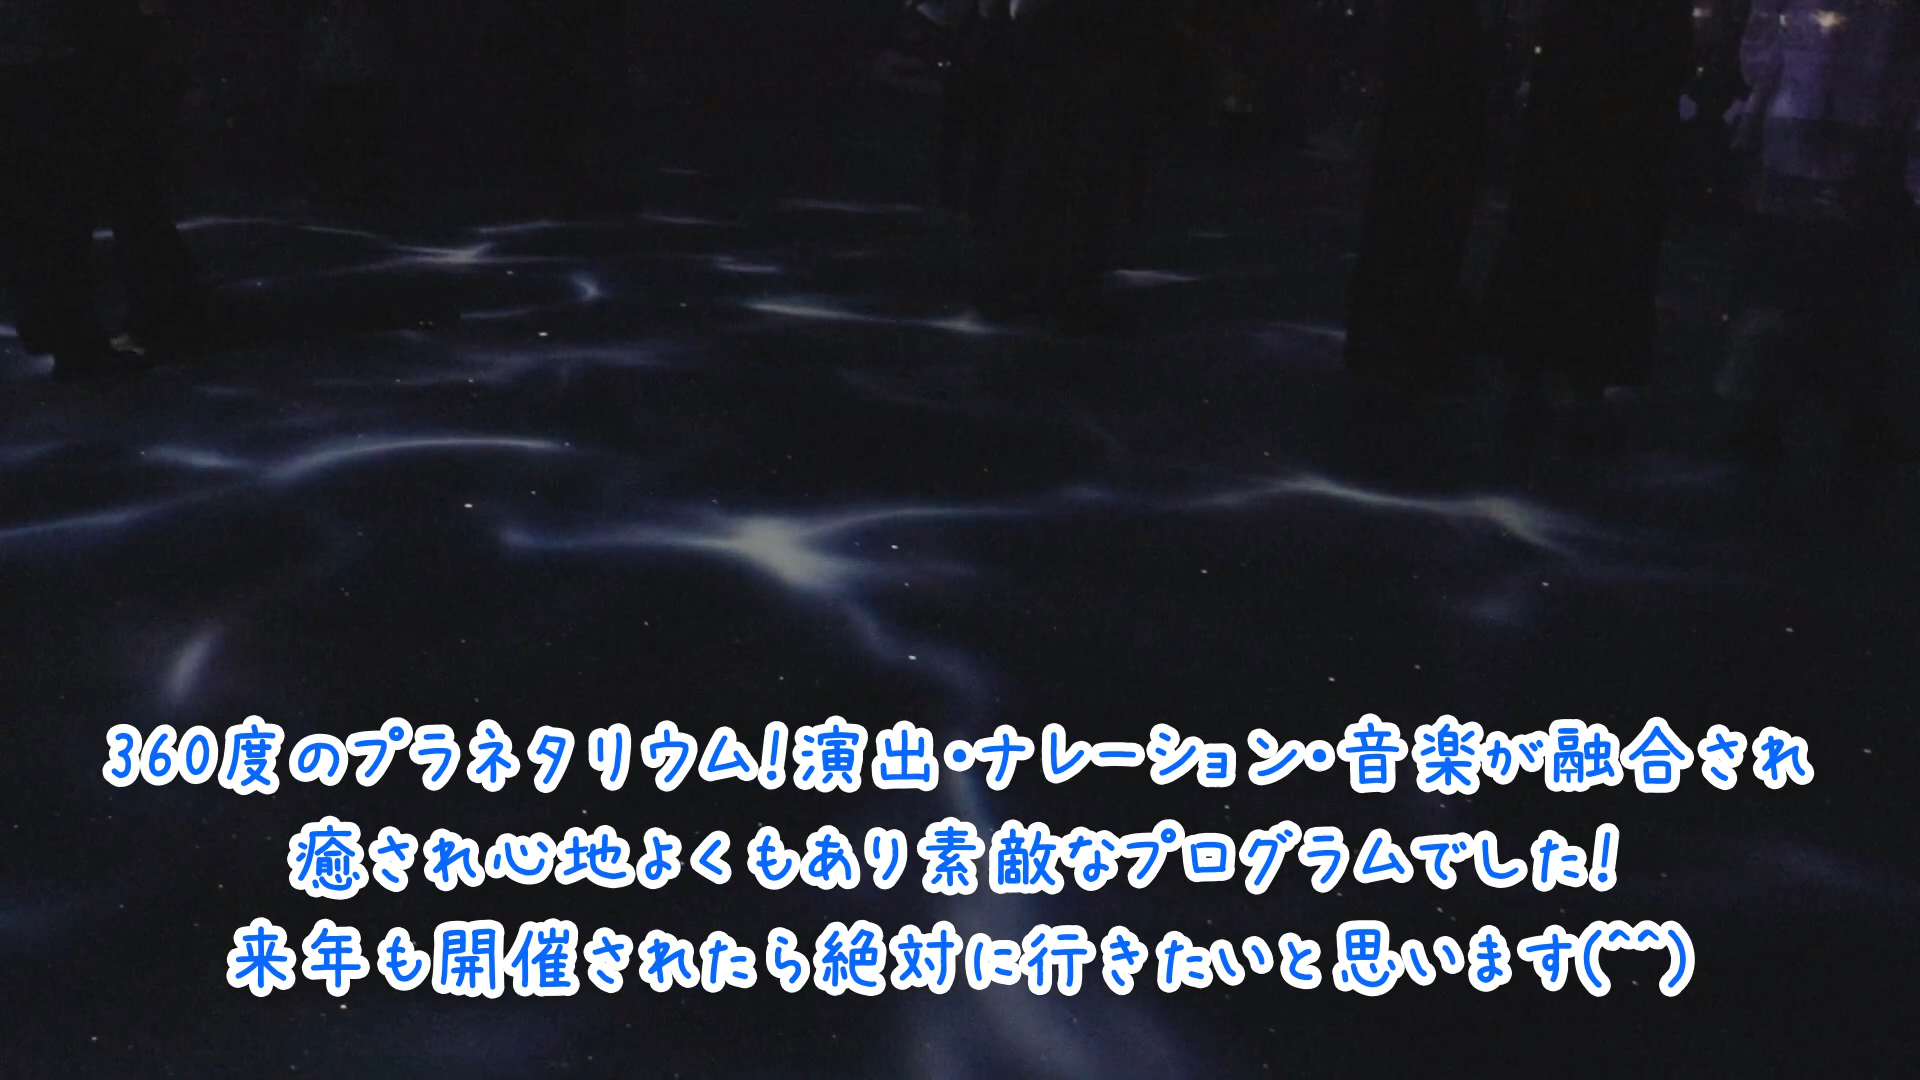 360度のプラネタリウム!演出・ナレーション・音楽が融合され
癒され心地よくもあり素敵なプログラムでした!
来年も開催されたら絶対に行きたいと思います(^^)